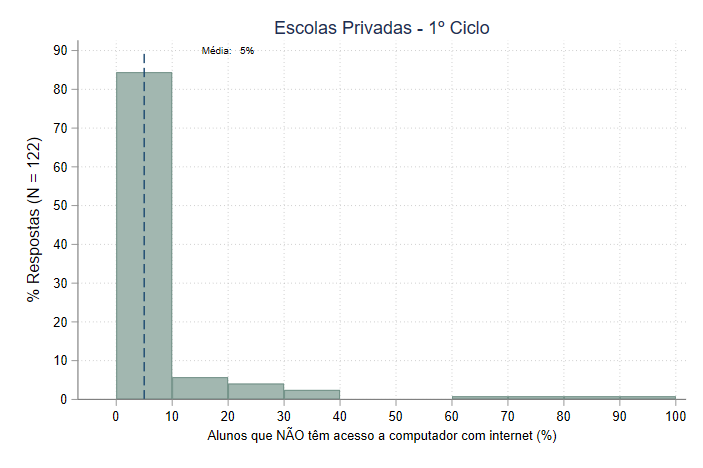 Escolas Privadas - 1º Ciclo
Média: 5%
% Respostas (N = 122)
90
80
70
60
50
40
30
20
10
0
0 10 20 30 40 50 60 70 80 90 100
Alunos que NÃO têm acesso a computador com internet (%)